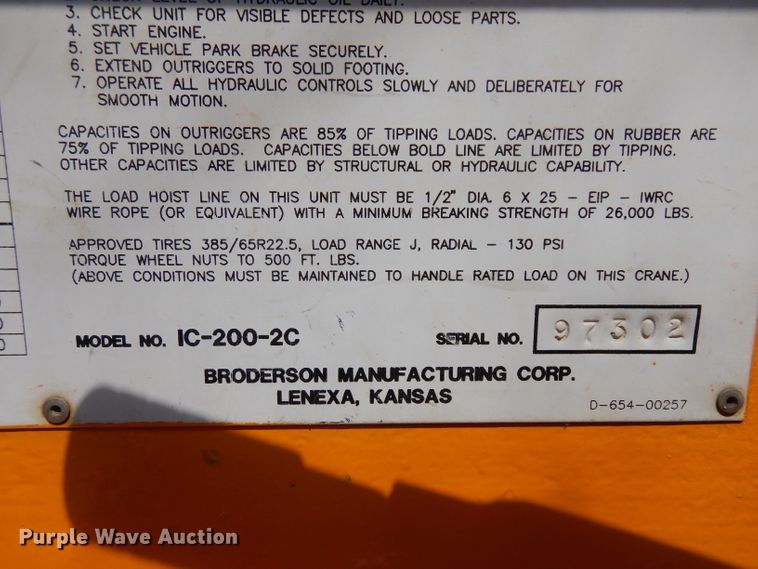 2. CHECK LEVEL OF HYDRAULIC OIL DAILY.
3. CHECK UNIT FOR VISIBLE DEFECTS AND LOOSE PARTS.
4. START ENGINE.
5. SET VEHICLE PARK BRAKE SECURELY.
6. EXTEND OUTRIGGERS TO SOLID FOOTING.
7. OPERATE ALL HYDRAULIC CONTROLS SLOWLY AND DELIBERATELY FOR
SMOOTH MOTION.
CAPACITIES ON OUTRIGGERS ARE 85% OF TIPPING LOADS. CAPACITIES ON RUBBER ARE
75% OF TIPPING LOADS. CAPACITIES BELOW BOLD LINE ARE LIMITED BY TIPPING.
OTHER CAPACITIES ARE LIMITED BY STRUCTURAL OR HYDRAULIC CAPABILITY.
THE LOAD HOIST LINE ON THIS UNIT MUST BE 1/2" DIA. 6 X 25 - EIP - IWRC
WIRE ROPE (OR EQUIVALENT) WITH A MINIMUM BREAKING STRENGTH OF 26,000 LBS.
APPROVED TIRES 385/65R22.5, LOAD RANGE J, RADIAL - 130 PSI
TORQUE WHEEL NUTS TO 500 FT. LBS.
(ABOVE CONDITIONS MUST BE MAINTAINED TO HANDLE RATED LOAD ON THIS CRANE.)
MODEL NO. IC-200-2C SERIAL NO. 97302
BRODERSON MANUFACTURING CORP.
LENEXA, KANSAS
D-654-00257
Purple Wave Auction